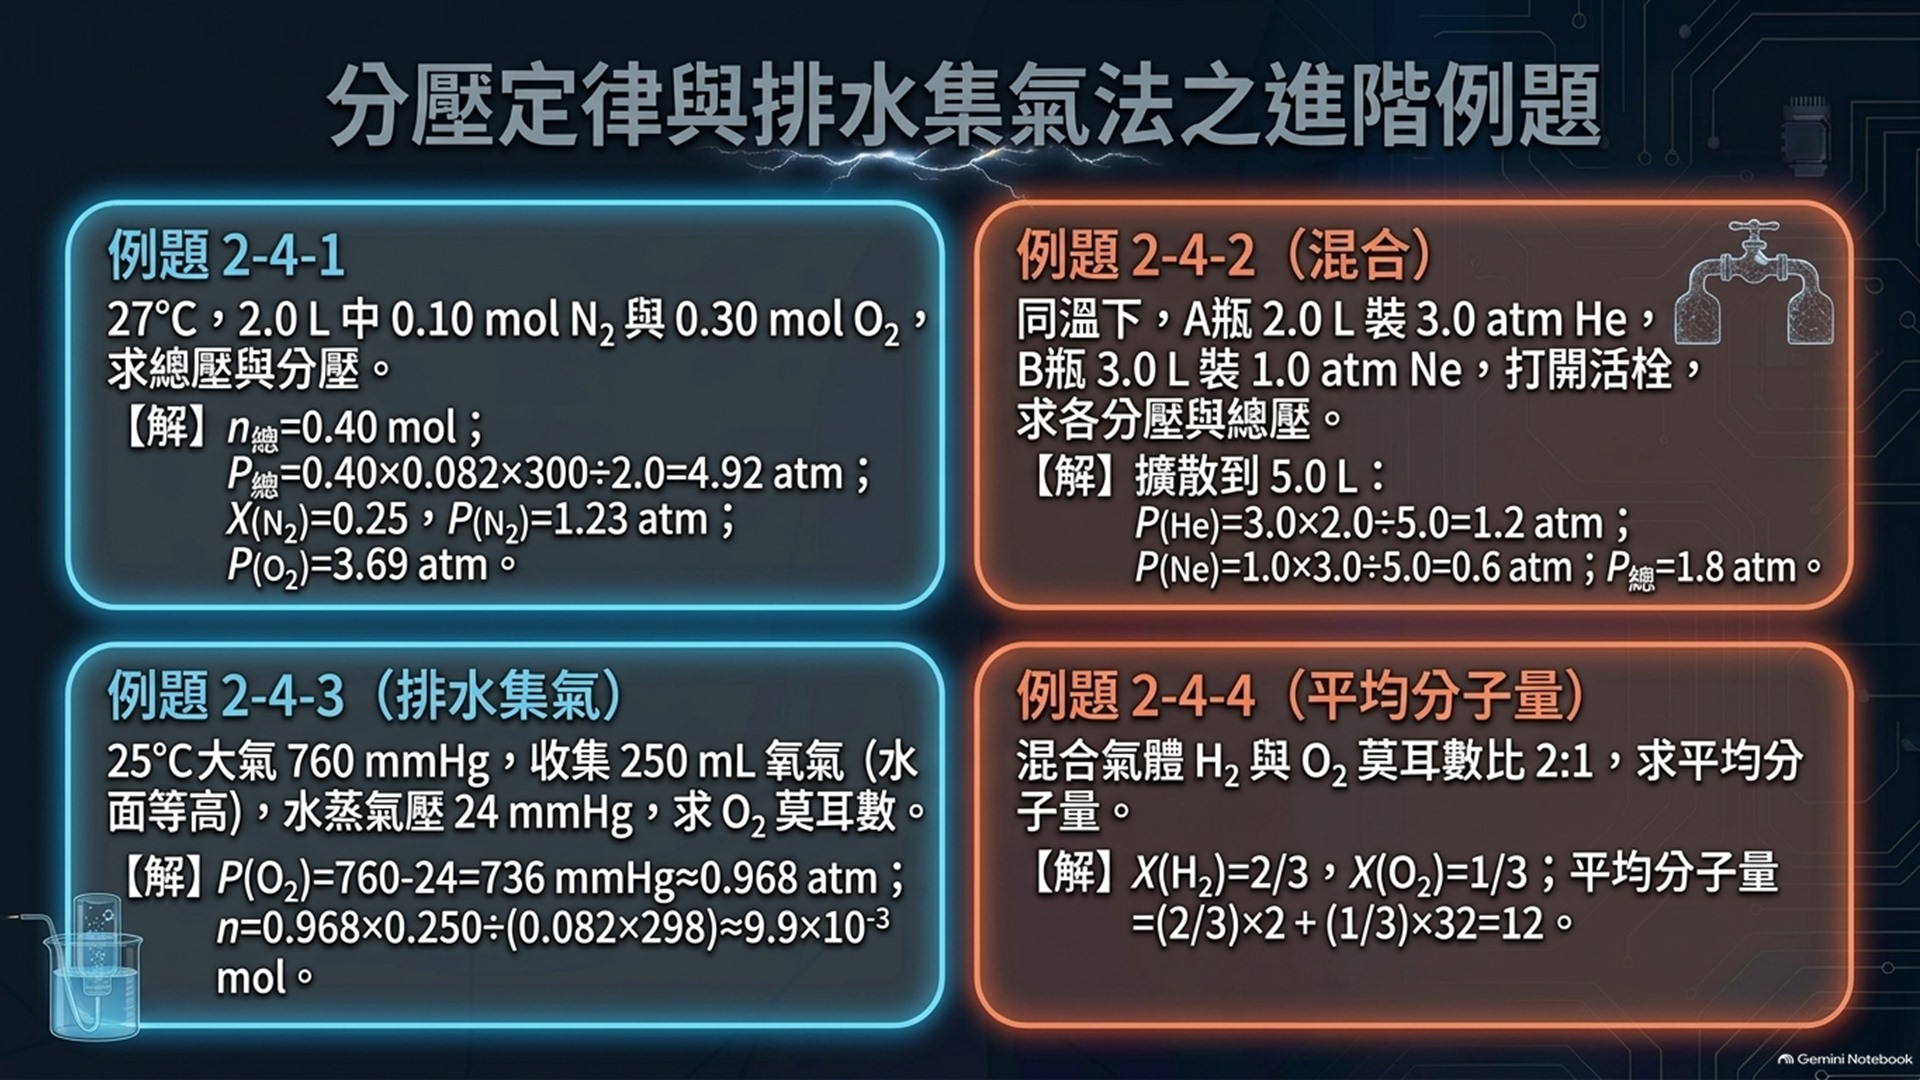 分壓定律與排水集氣法之進階例題
例題 2-4-1
27°C，2.0 L 中 0.10 mol N₂ 與 0.30 mol O₂，
求總壓與分壓。
【解】n總=0.40 mol；
P總=0.40×0.082×300÷2.0=4.92 atm；
X(N₂)=0.25，P(N₂)=1.23 atm；
P(O₂)=3.69 atm。
例題 2-4-2（混合）
同溫下，A瓶 2.0 L 裝 3.0 atm He，
B瓶 3.0 L 裝 1.0 atm Ne，打開活栓，
求各分壓與總壓。
【解】擴散到 5.0 L：
P(He)=3.0×2.0÷5.0=1.2 atm；
P(Ne)=1.0×3.0÷5.0=0.6 atm；P總=1.8 atm。
例題 2-4-3（排水集氣）
25°C大氣 760 mmHg，收集 250 mL 氧氣 (水
面等高)，水蒸氣壓 24 mmHg，求 O₂ 莫耳數。
【解】P(O₂)=760-24=736 mmHg≈0.968 atm；
n=0.968×0.250÷(0.082×298)≈9.9×10⁻³
mol。
例題 2-4-4（平均分子量）
混合氣體 H₂ 與 O₂ 莫耳數比 2:1，求平均分
子量。
【解】X(H₂)=2/3，X(O₂)=1/3；平均分子量
=(2/3)×2 + (1/3)×32=12。
Gemini Notebook